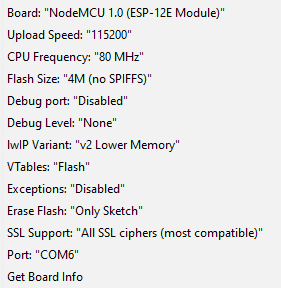 Board: "NodeMCU 1.0 (ESP-12E Module)"
Upload Speed: "115200"
CPU Frequency: "80 MHz"
Flash Size: "4M (no SPIFFS)"
Debug port: "Disabled"
Debug Level: "None"
IwIP Variant: "v2 Lower Memory"
VTables: "Flash"
Exceptions: "Disabled"
Erase Flash: "Only Sketch"
SSL Support: "All SSL ciphers (most compatible)"
Port: "COM6"
Get Board Info